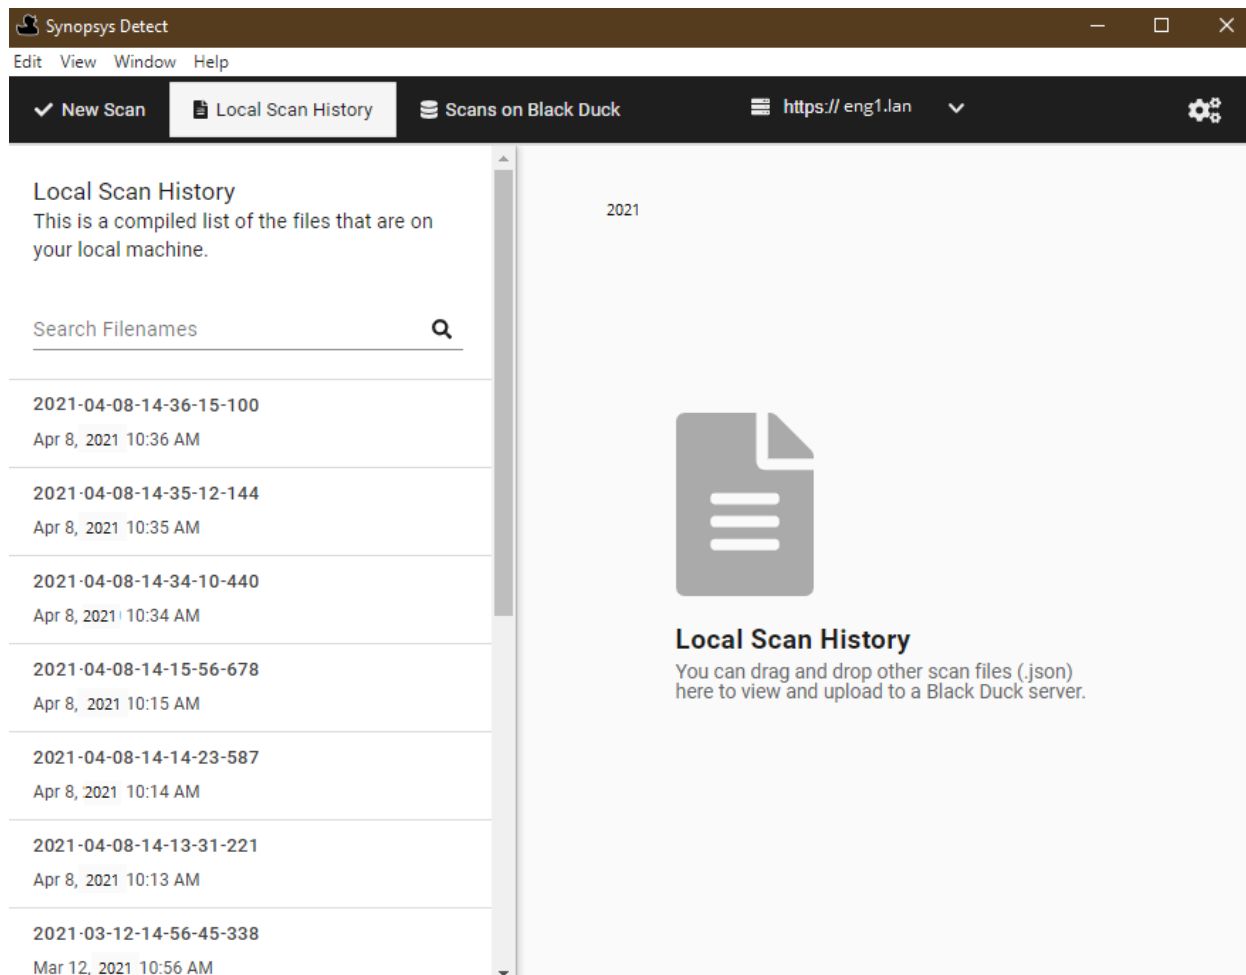 Synopsys Detect
Edit View Window Help
New Scan Local Scan History Scans on Black Duck https:// eng1.lan
Local Scan History
This is a compiled list of the files that are on
your local machine.
Search Filenames
2021-04-08-14-36-15-100
Apr 8, 2021 10:36 AM
2021-04-08-14-35-12-144
Apr 8, 2021 10:35 AM
2021-04-08-14-34-10-440
Apr 8, 2021 10:34 AM
2021-04-08-14-15-56-678
Apr 8, 2021 10:15 AM
2021-04-08-14-14-23-587
Apr 8, 2021 10:14 AM
2021-04-08-14-13-31-221
Apr 8, 2021 10:13 AM
2021-03-12-14-56-45-338
Mar 12, 2021 10:56 AM
2021
Local Scan History
You can drag and drop other scan files (.json)
here to view and upload to a Black Duck server.